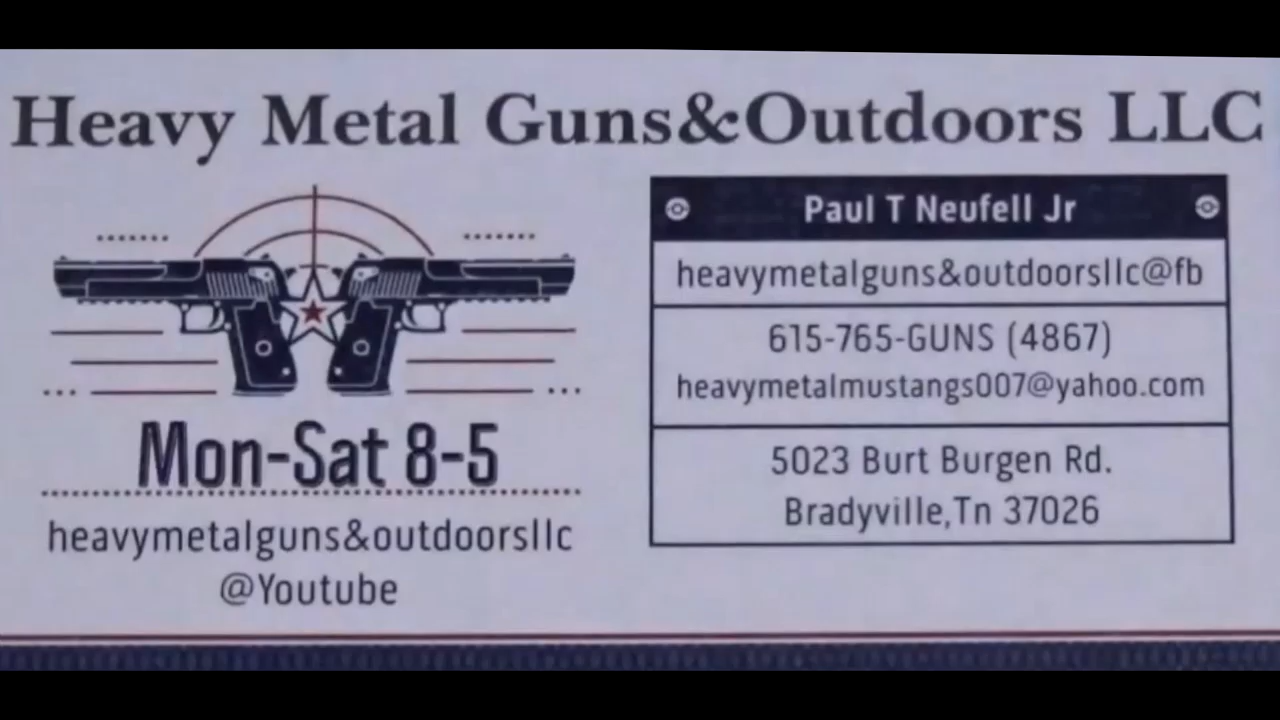 Heavy Metal Guns&Outdoors LLC
Mon-Sat 8-5
heavymetalguns&outdoorsllc
@Youtube
Paul T Neufell Jr
heavymetalguns&outdoorsllc@fb
615-765-GUNS (4867)
heavymetalmustangs007@yahoo.com
5023 Burt Burgen Rd.
Bradyville,Tn 37026